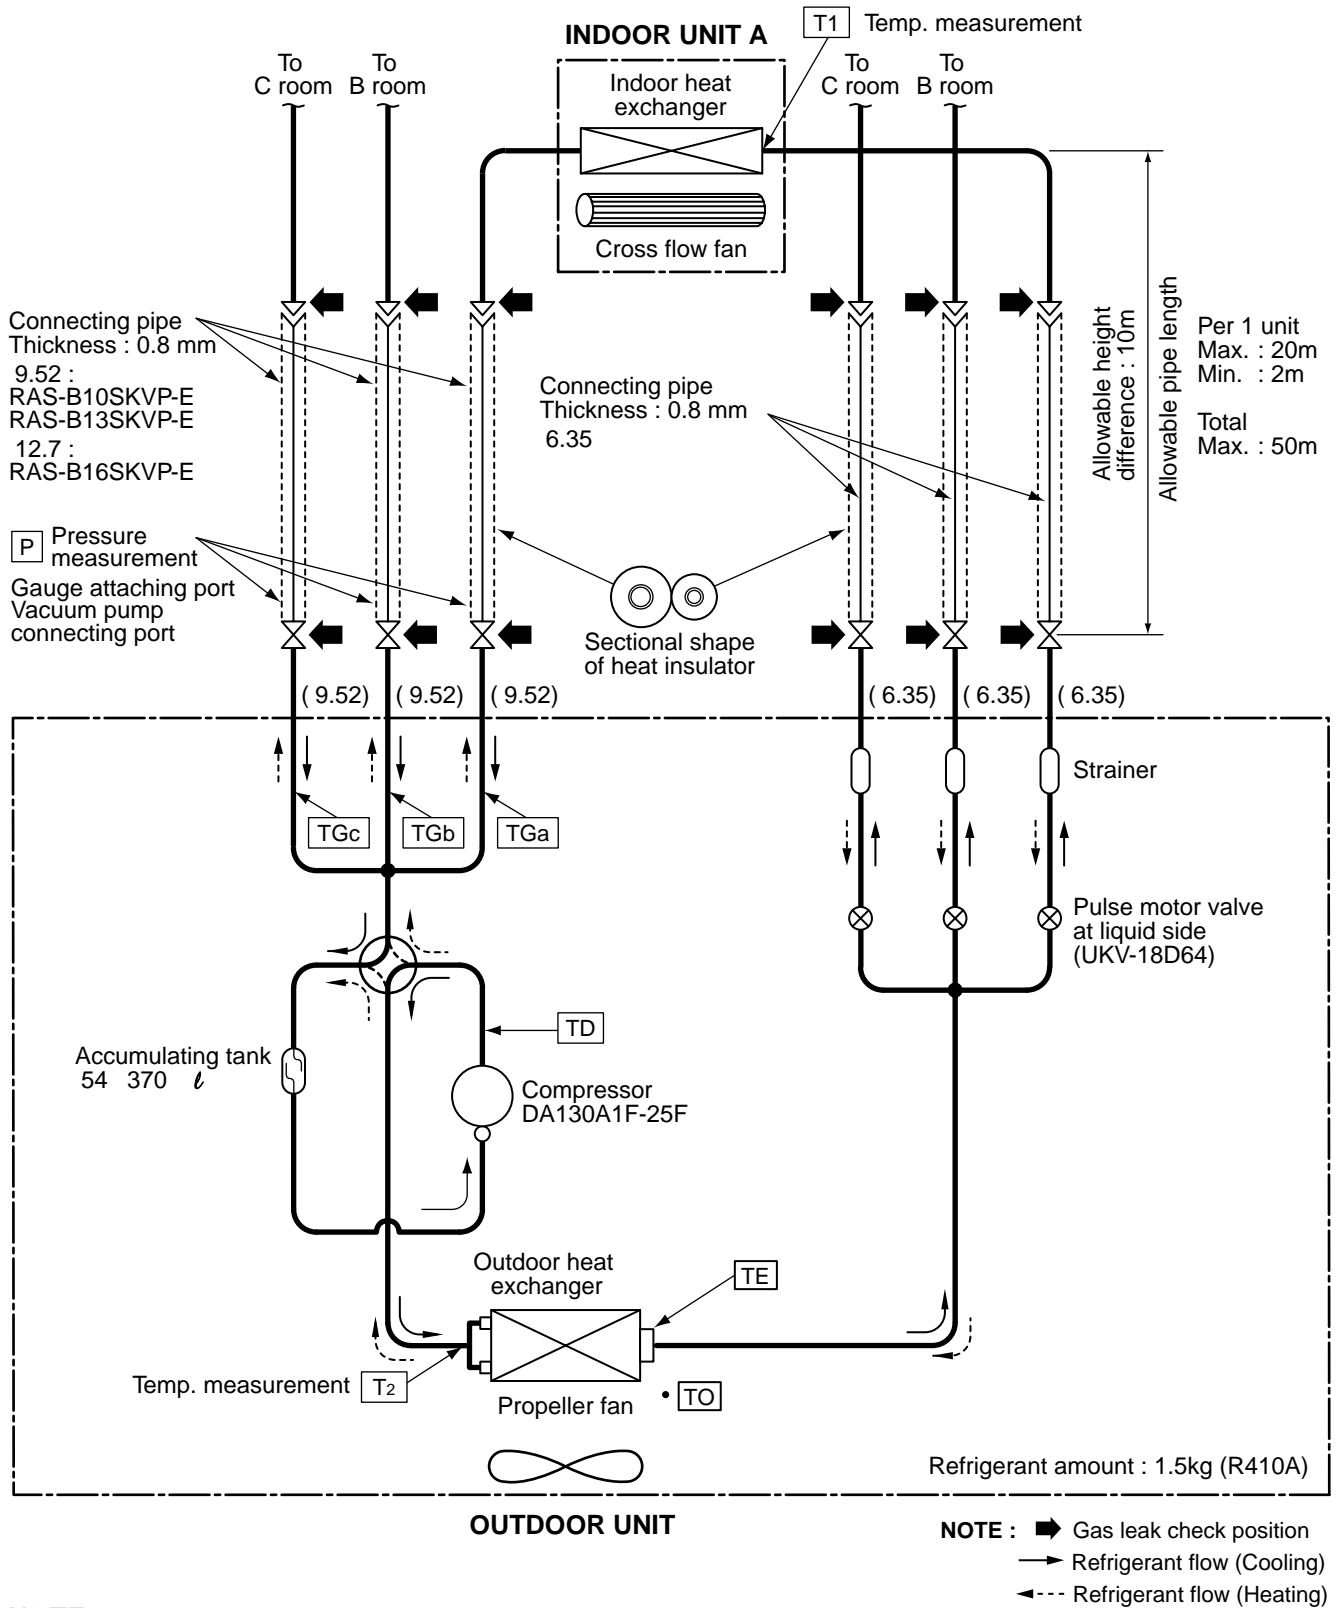 T1 Temp. measurement
INDOOR UNIT A
To
C room
To
B room
Indoor heat
exchanger
To
C room
To
B room
Cross flow fan
Connecting pipe
Thickness : 0.8 mm
9.52 :
RAS-B10SKVP-E
RAS-B13SKVP-E
12.7 :
RAS-B16SKVP-E
Connecting pipe
Thickness : 0.8 mm
6.35
Allowable height
difference : 10m
Allowable pipe length
Per 1 unit
Max. : 20m
Min. : 2m
Total
Max. : 50m
P Pressure
measurement
Gauge attaching port
Vacuum pump
connecting port
Sectional shape
of heat insulator
( 9.52) ( 9.52) ( 9.52) ( 6.35) ( 6.35) ( 6.35)
Strainer
TGc TGb TGa
Pulse motor valve
at liquid side
(UKV-18D64)
TD
Accumulating tank
54 370 ℓ
Compressor
DA130A1F-25F
Outdoor heat
exchanger
TE
Temp. measurement T2
Propeller fan
TO
Refrigerant amount : 1.5kg (R410A)
OUTDOOR UNIT
NOTE : Gas leak check position
Refrigerant flow (Cooling)
Refrigerant flow (Heating)